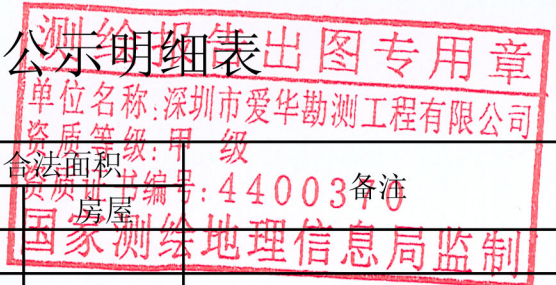 公示明细表
测绘报告出图专用章
单位名称:深圳市爱华勘测工程有限公司
资质等级:甲 级
资质证书编号:4400370
国家测绘地理信息局监制
合法面积
房屋
备注